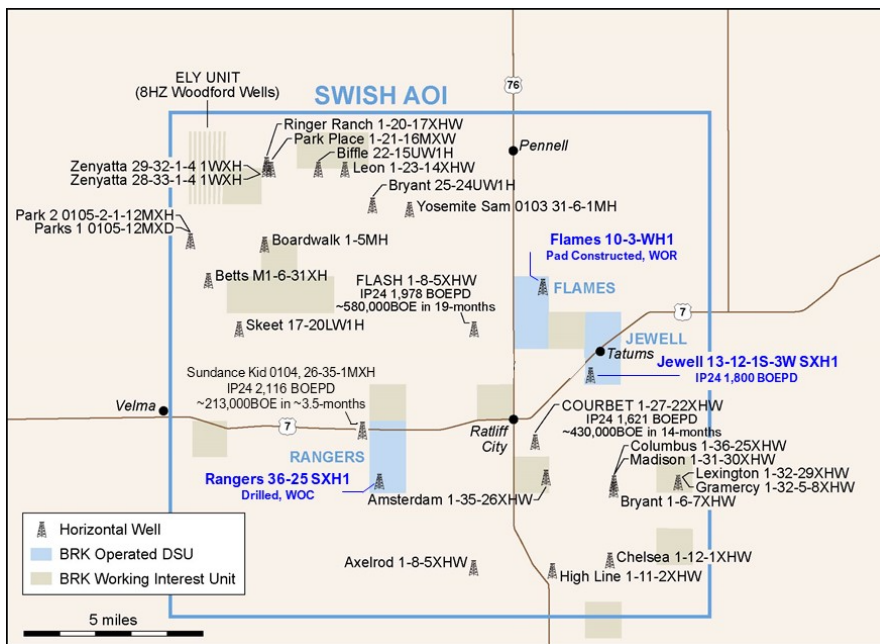 ELY UNIT
(8HZ Woodford Wells)
SWISH AOI
76
Ringer Ranch 1-20-17XHW
Park Place 1-21-16MXW
Biffle 22-15UW1H
Leon 1-23-14XHW
Pennell
Zenyatta 29-32-1-4 1WXH
Zenyatta 28-33-1-4 1WXH
Bryant 25-24UW1H
Yosemite Sam 0103 31-6-1MH
Park 2 0105-2-1-12MXH
Parks 1 0105-12MXD
Boardwalk 1-5MH
Flames 10-3-WH1
Pad Constructed, WOR
Betts M1-6-31XH
FLASH 1-8-5XHW
IP24 1,978 BOEPD
~580,000BOE in 19-months
FLAMES
7
Skeet 17-20LW1H
JEWELL
Tatums
Jewell 13-12-1S-3W SXH1
IP24 1,800 BOEPD
Sundance Kid 0104, 26-35-1MXH
IP24 2,116 BOEPD
~213,000BOE in ~3.5-months
Velma
7
Ratliff
City
COURBET 1-27-22XHW
IP24 1,621 BOEPD
~430,000BOE in 14-months
RANGERS
Rangers 36-25 SXH1
Drilled, WOC
Columbus 1-36-25XHW
Madison 1-31-30XHW
Lexington 1-32-29XHW
Gramercy 1-32-5-8XHW
Amsterdam 1-35-26XHW
Bryant 1-6-7XHW
Axelrod 1-8-5XHW
Chelsea 1-12-1XHW
High Line 1-11-2XHW
Horizontal Well
BRK Operated DSU
BRK Working Interest Unit
5 miles